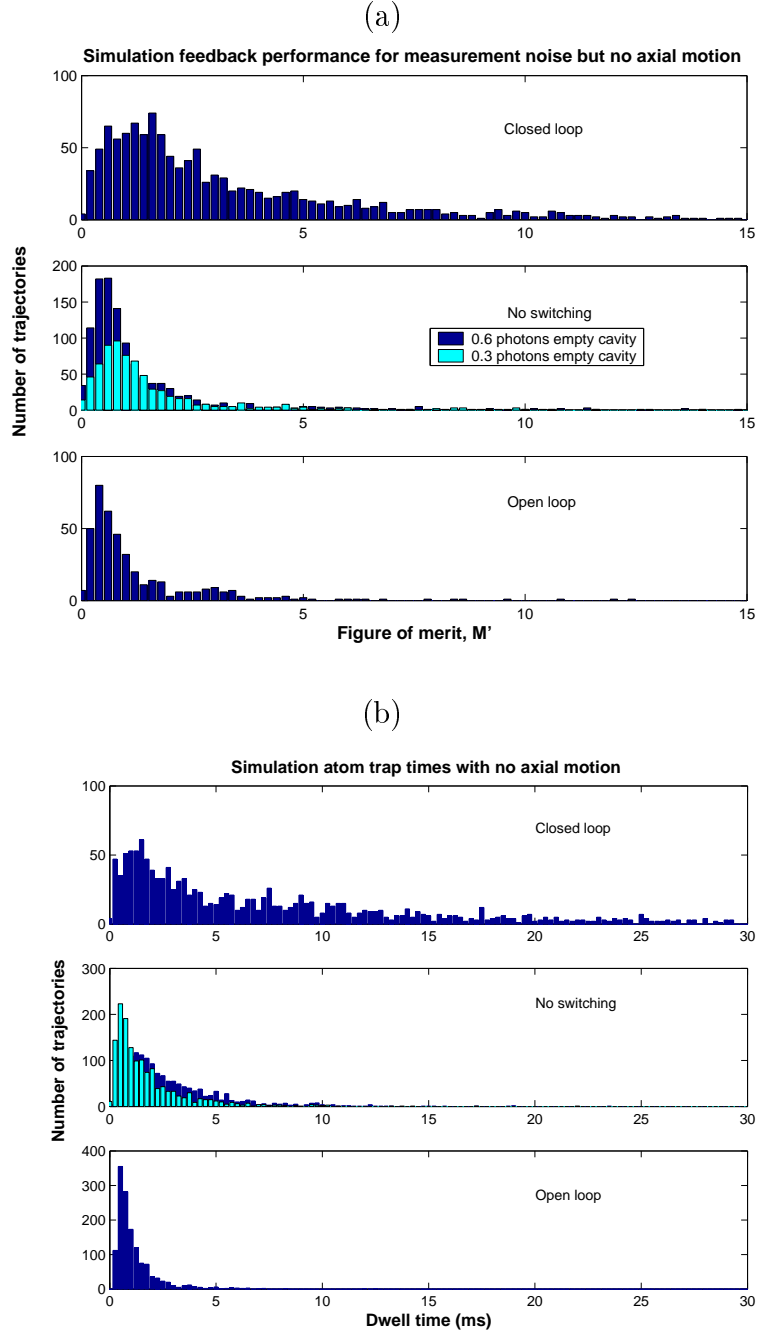 (a)
Simulation feedback performance for measurement noise but no axial motion
100
50
0
0 5 10 15
Closed loop
200
150
100
50
0
0 5 10 15
No switching
0.6 photons empty cavity
0.3 photons empty cavity
Number of trajectories
100
50
0
0 5 10 15
Open loop
Figure of merit, M'
(b)
Simulation atom trap times with no axial motion
100
50
0
0 5 10 15 20 25 30
Closed loop
300
200
100
0
0 5 10 15 20 25 30
No switching
Number of trajectories
400
300
200
100
0
0 5 10 15 20 25 30
Open loop
Dwell time (ms)